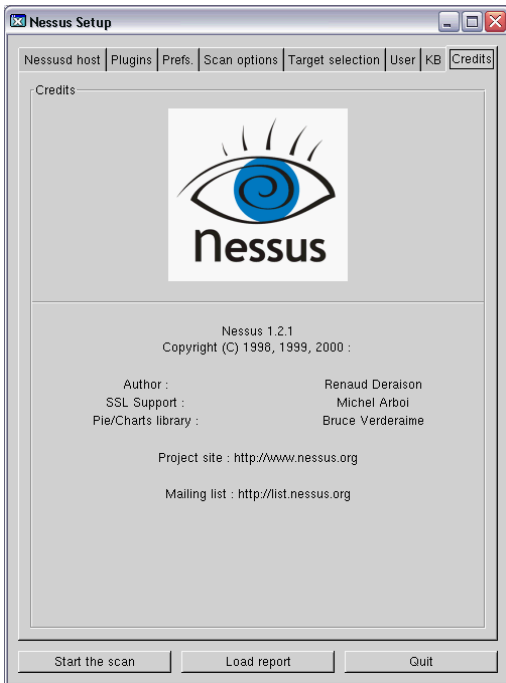 Nessus Setup
Nessusd host Plugins Prefs. Scan options Target selection User KB Credits
Credits
Nessus
Nessus 1.2.1
Copyright (C) 1998, 1999, 2000 :
Author : Renaud Deraison
SSL Support : Michel Arboi
Pie/Charts library : Bruce Verderaime
Project site : http://www.nessus.org
Mailing list : http://list.nessus.org
Start the scan Load report Quit